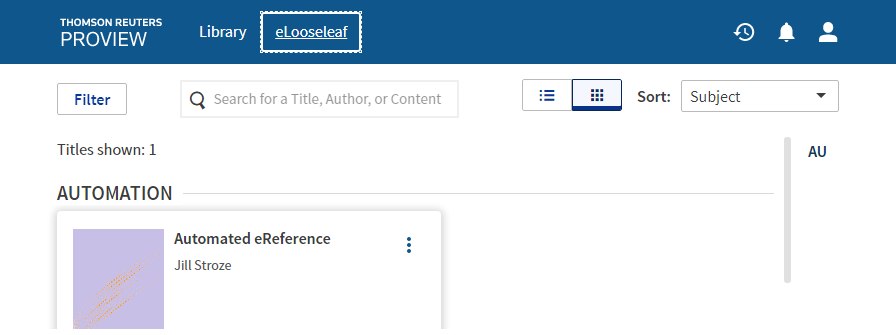 THOMSON REUTERS
PROVIEW
Library eLooseleaf
Filter Search for a Title, Author, or Content Sort: Subject
Titles shown: 1
AU
AUTOMATION
Automated eReference
Jill Stroze